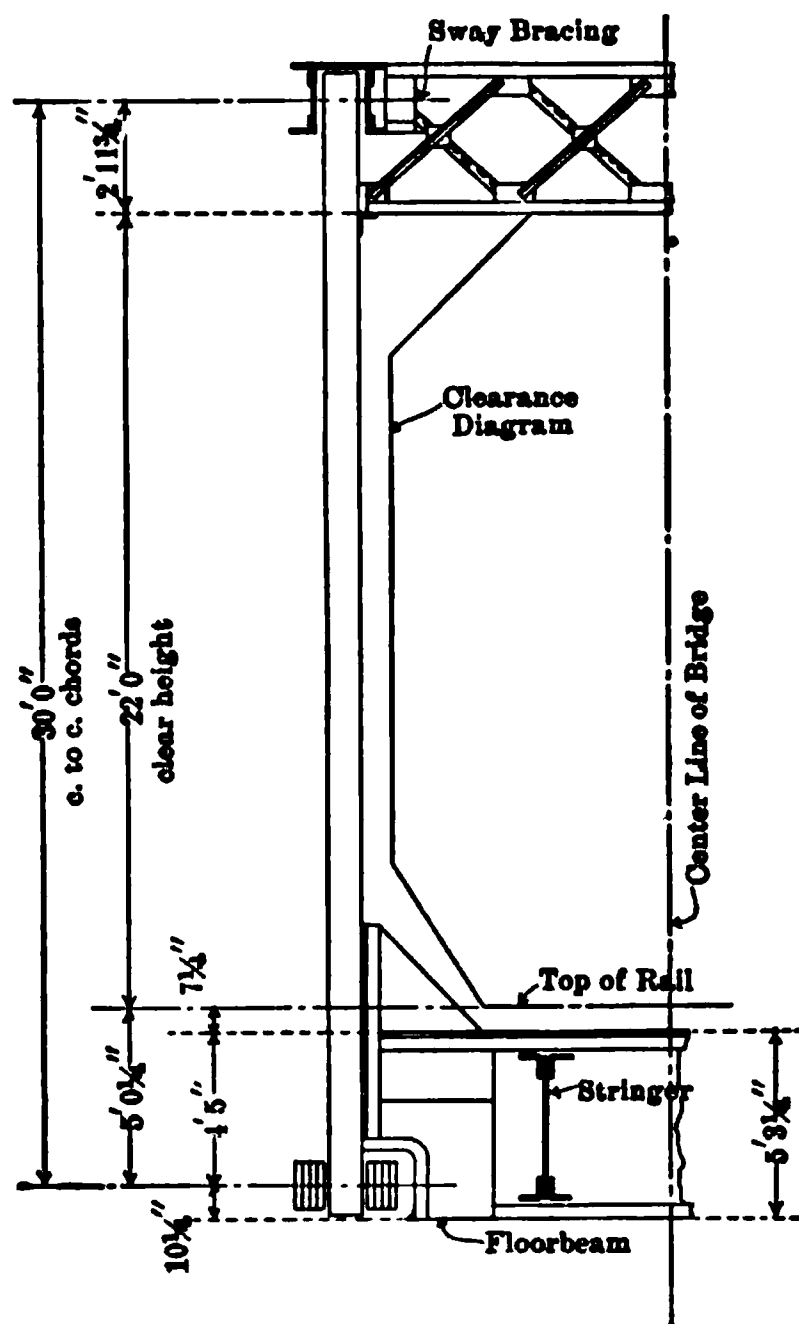 Sway Bracing
2' 11¾"
Clearance
Diagram
30' 0"
c. to c. chords
22' 0"
clear height
Center Line of Bridge
7¼"
Top of Rail
5' 0¼"
4' 5"
Stringer
5' 3¼"
10¼"
Floorbeam